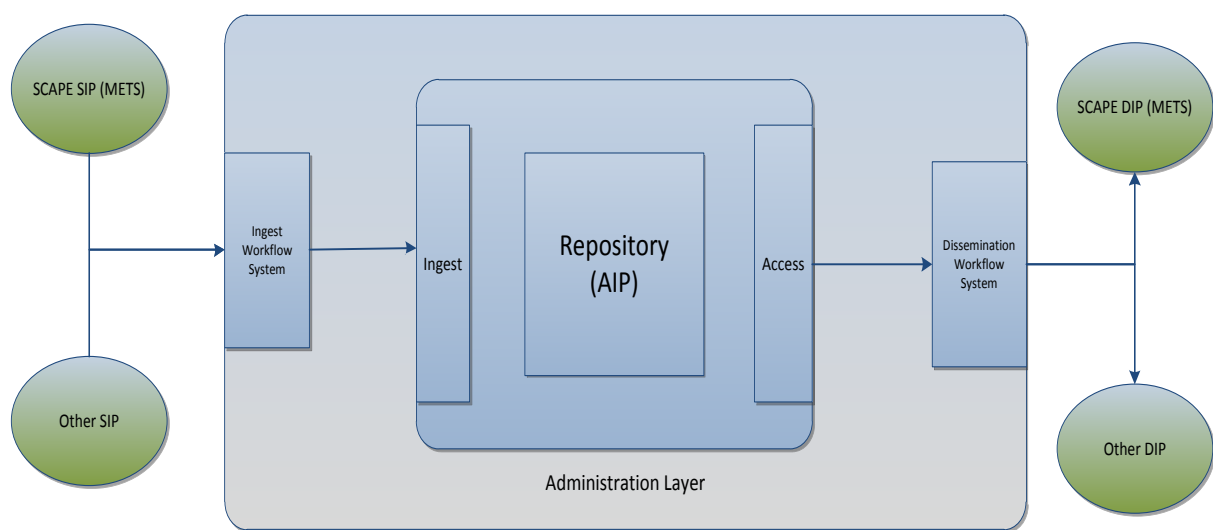 SCAPE SIP (METS)
Other SIP
Ingest
Workflow
System
Ingest
Repository
(AIP)
Access
Dissemination
Workflow
System
SCAPE DIP (METS)
Other DIP
Administration Layer